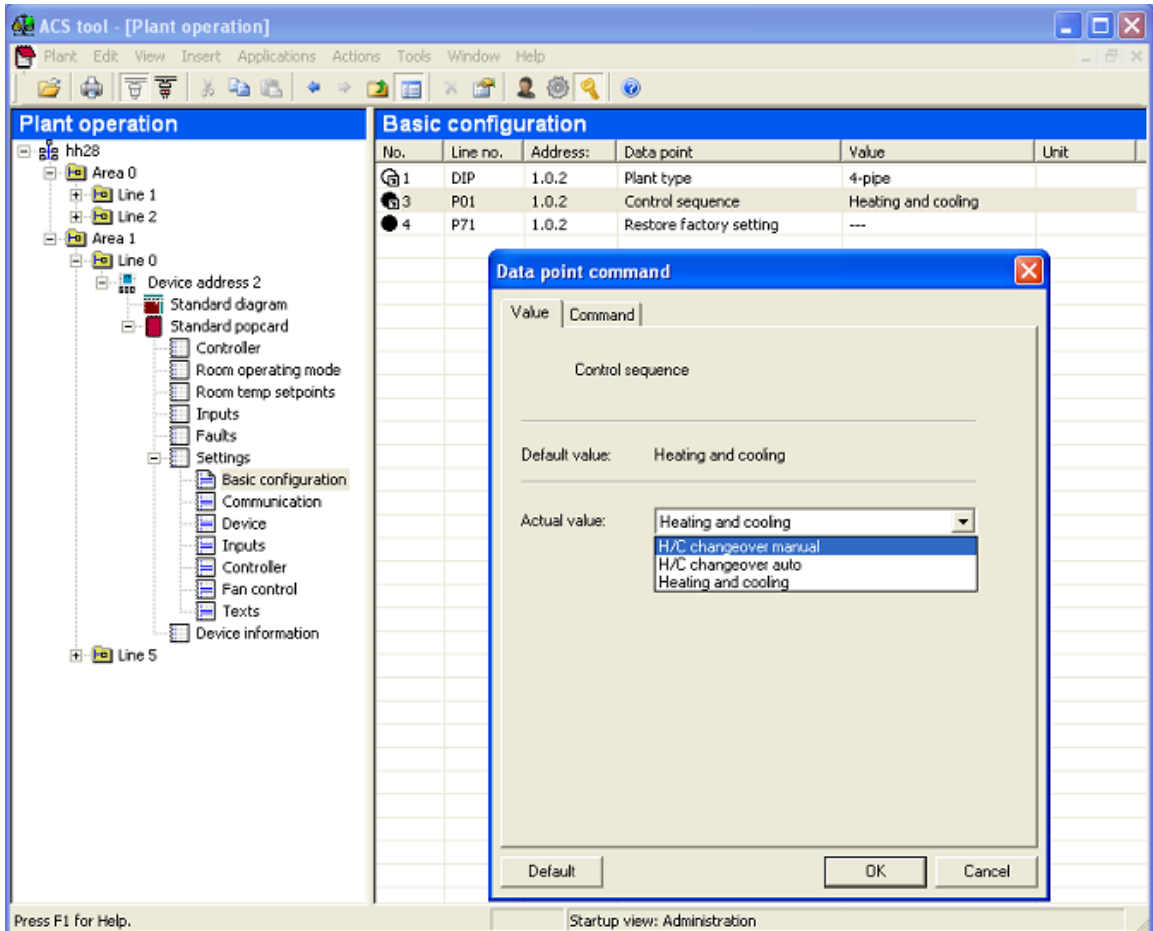 ACS tool - [Plant operation]
Plant Edit View Insert Applications Actions Tools Window Help
Plant operation
hh28
Area 0
Line 1
Line 2
Area 1
Line 0
Device address 2
Standard diagram
Standard popcard
Controller
Room operating mode
Room temp setpoints
Inputs
Faults
Settings
Basic configuration
Communication
Device
Inputs
Controller
Fan control
Texts
Device information
Line 5
Basic configuration
No. Line no. Address: Data point Value Unit
1 DIP 1.0.2 Plant type 4-pipe
3 P01 1.0.2 Control sequence Heating and cooling
4 P71 1.0.2 Restore factory setting ---
Data point command
Value Command
Control sequence
Default value: Heating and cooling
Actual value: Heating and cooling
H/C changeover manual
H/C changeover auto
Heating and cooling
Default OK Cancel
Press F1 for Help. Startup view: Administration